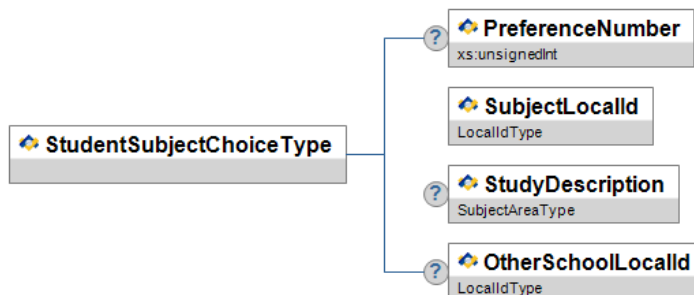 ?
PreferenceNumber
xs:unsignedInt
SubjectLocalId
LocalIdType
StudentSubjectChoiceType
?
StudyDescription
SubjectAreaType
?
OtherSchoolLocalId
LocalIdType